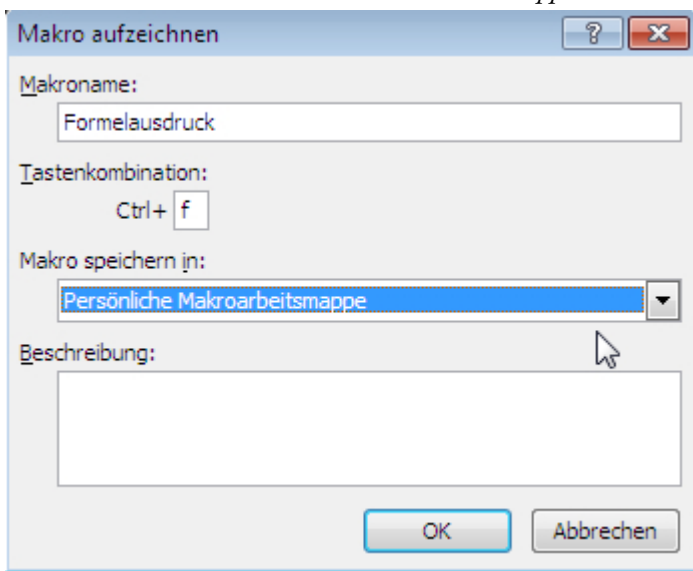 Makro aufzeichnen
Makroname:
Formelausdruck
Tastenkombination:
Ctrl+ f
Makro speichern in:
Persönliche Makroarbeitsmappe
Beschreibung:
OK Abbrechen